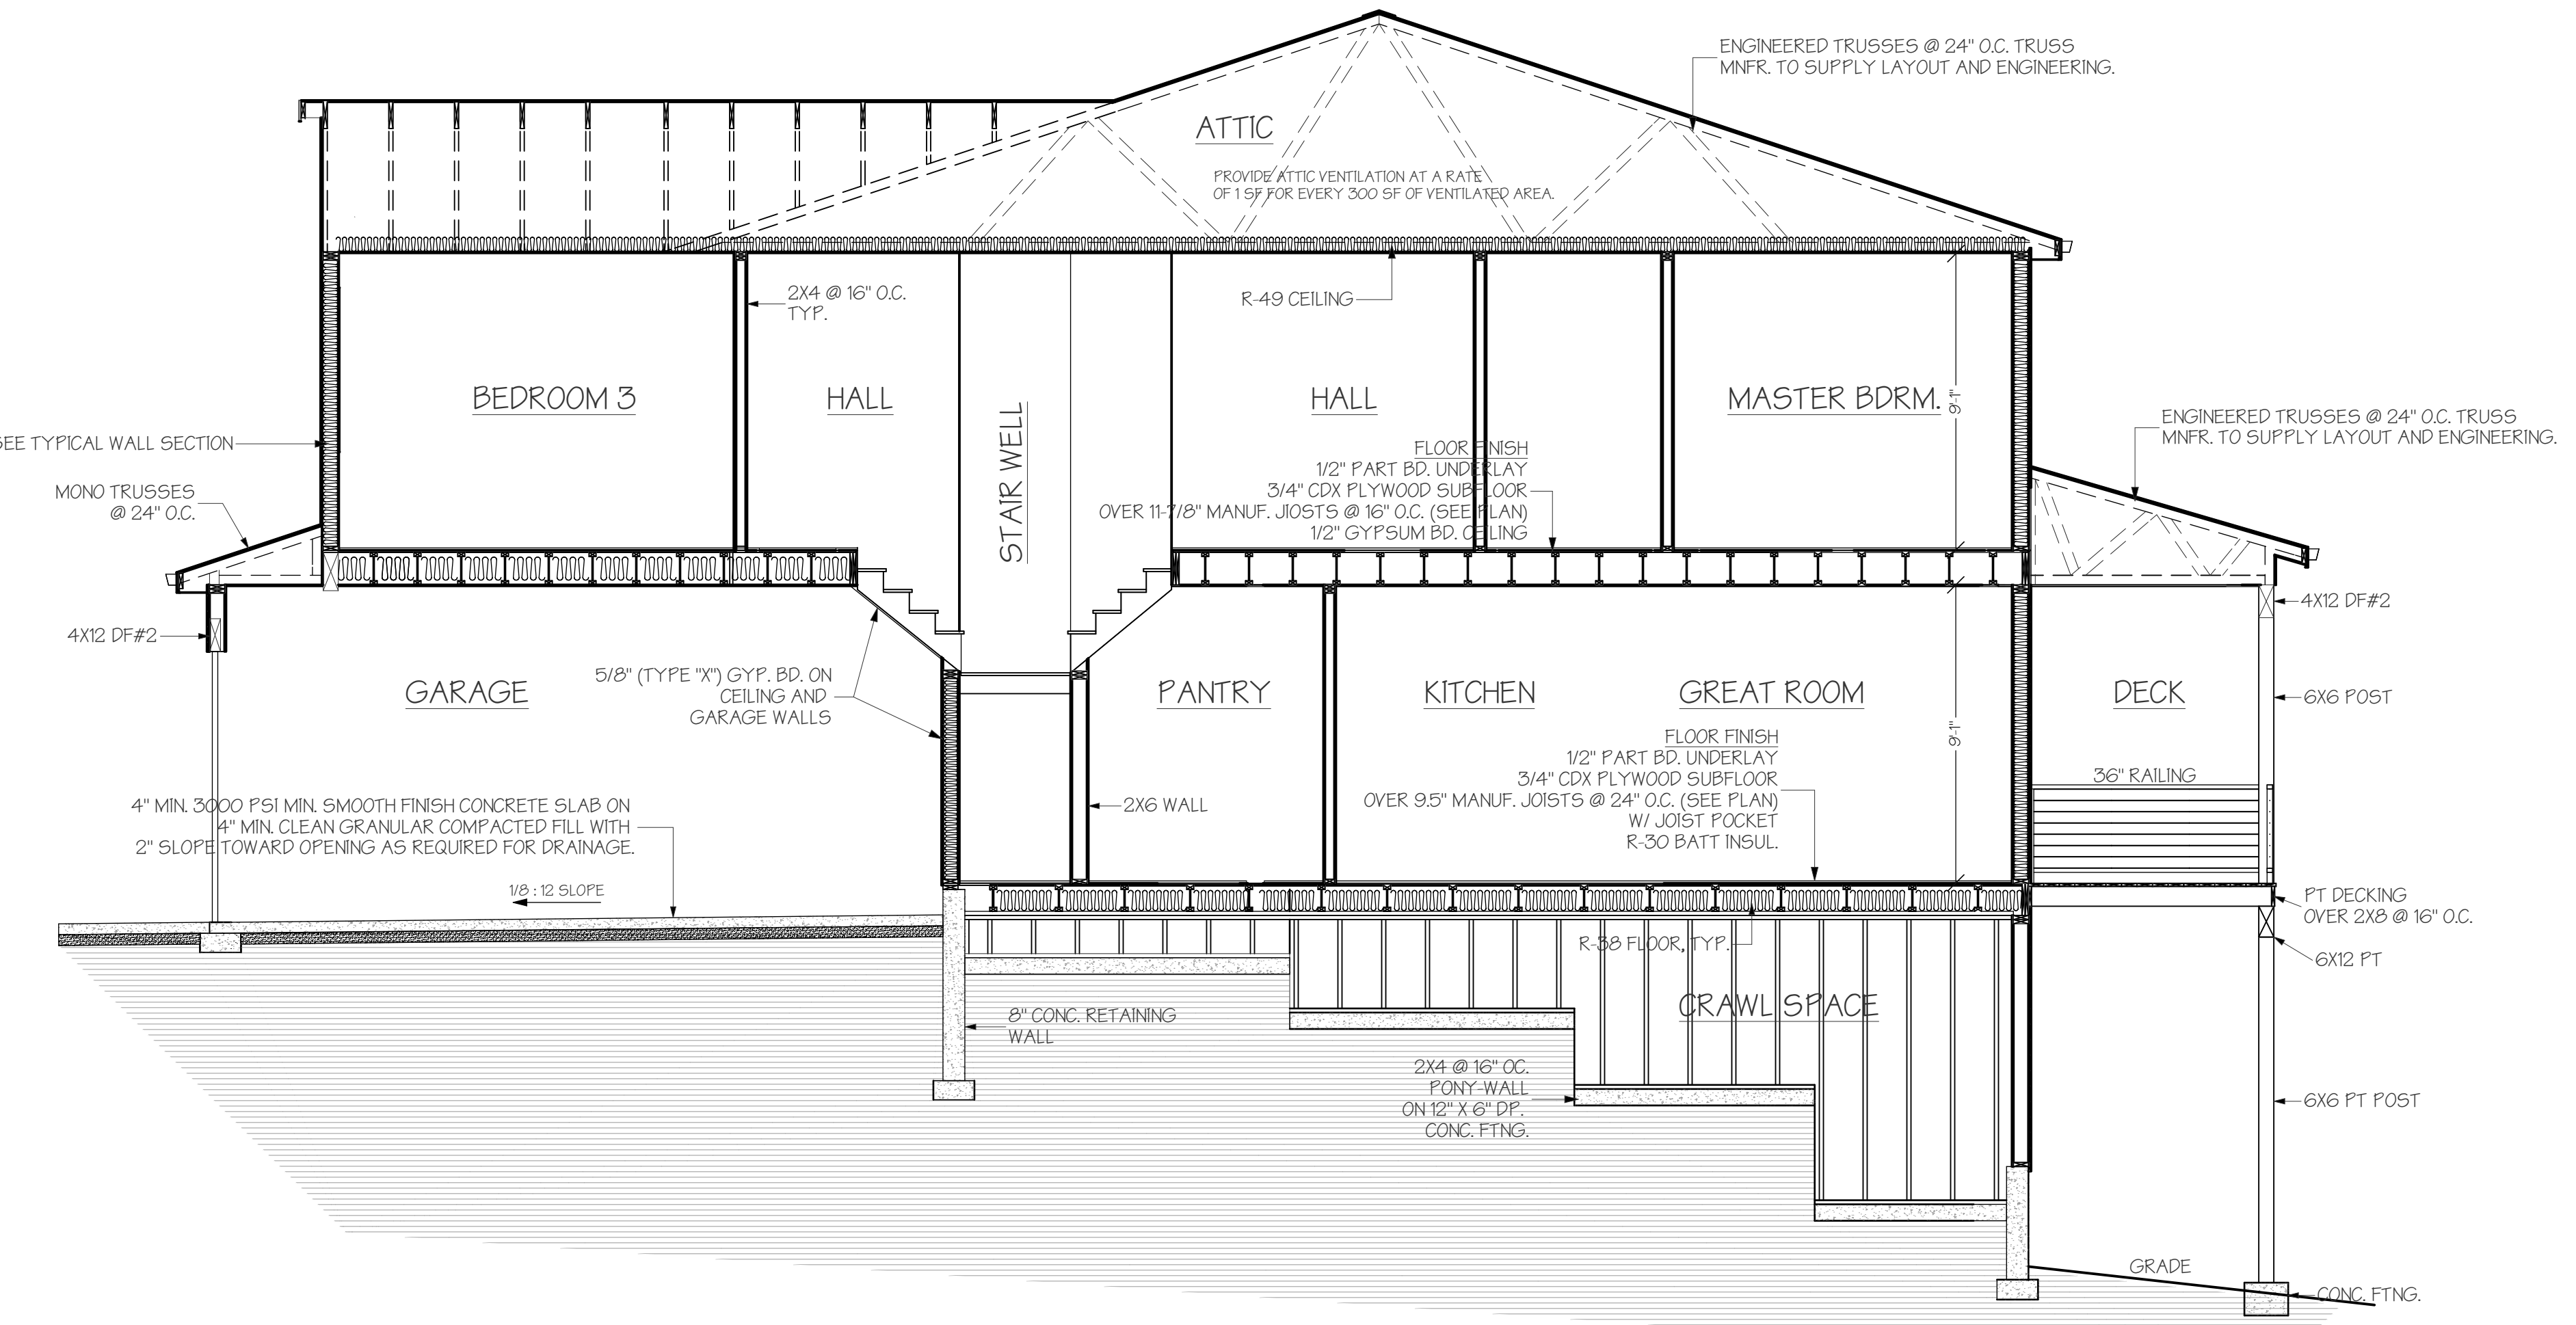 ENGINEERED TRUSSES @ 24" O.C. TRUSS
MNFR. TO SUPPLY LAYOUT AND ENGINEERING.
ATTIC
PROVIDE ATTIC VENTILATION AT A RATE
OF 1 SF FOR EVERY 300 SF OF VENTILATED AREA.
2X4 @ 16" O.C.
TYP.
R-49 CEILING
BEDROOM 3
HALL
STAIR WELL
HALL
MASTER BDRM.
9'-1"
SEE TYPICAL WALL SECTION
MONO TRUSSES
@ 24" O.C.
FLOOR FINISH
1/2" PART BD. UNDERLAY
3/4" CDX PLYWOOD SUBFLOOR
OVER 11-7/8" MANUF. JIOSTS @ 16" O.C. (SEE PLAN)
1/2" GYPSUM BD. CEILING
ENGINEERED TRUSSES @ 24" O.C. TRUSS
MNFR. TO SUPPLY LAYOUT AND ENGINEERING.
4X12 DF#2
4X12 DF#2
GARAGE
5/8" (TYPE "X") GYP. BD. ON
CEILING AND
GARAGE WALLS
PANTRY
KITCHEN
GREAT ROOM
DECK
6X6 POST
9'-1"
FLOOR FINISH
1/2" PART BD. UNDERLAY
3/4" CDX PLYWOOD SUBFLOOR
OVER 9.5" MANUF. JOISTS @ 24" O.C. (SEE PLAN)
W/ JOIST POCKET
R-30 BATT INSUL.
36" RAILING
4" MIN. 3000 PSI MIN. SMOOTH FINISH CONCRETE SLAB ON
4" MIN. CLEAN GRANULAR COMPACTED FILL WITH
2" SLOPE TOWARD OPENING AS REQUIRED FOR DRAINAGE.
2X6 WALL
1/8 : 12 SLOPE
PT DECKING
OVER 2X8 @ 16" O.C.
R-38 FLOOR, TYP.
6X12 PT
CRAWL SPACE
8" CONC. RETAINING
WALL
2X4 @ 16" OC.
PONY-WALL
ON 12" X 6" DP.
CONC. FTNG.
6X6 PT POST
GRADE
CONC. FTNG.